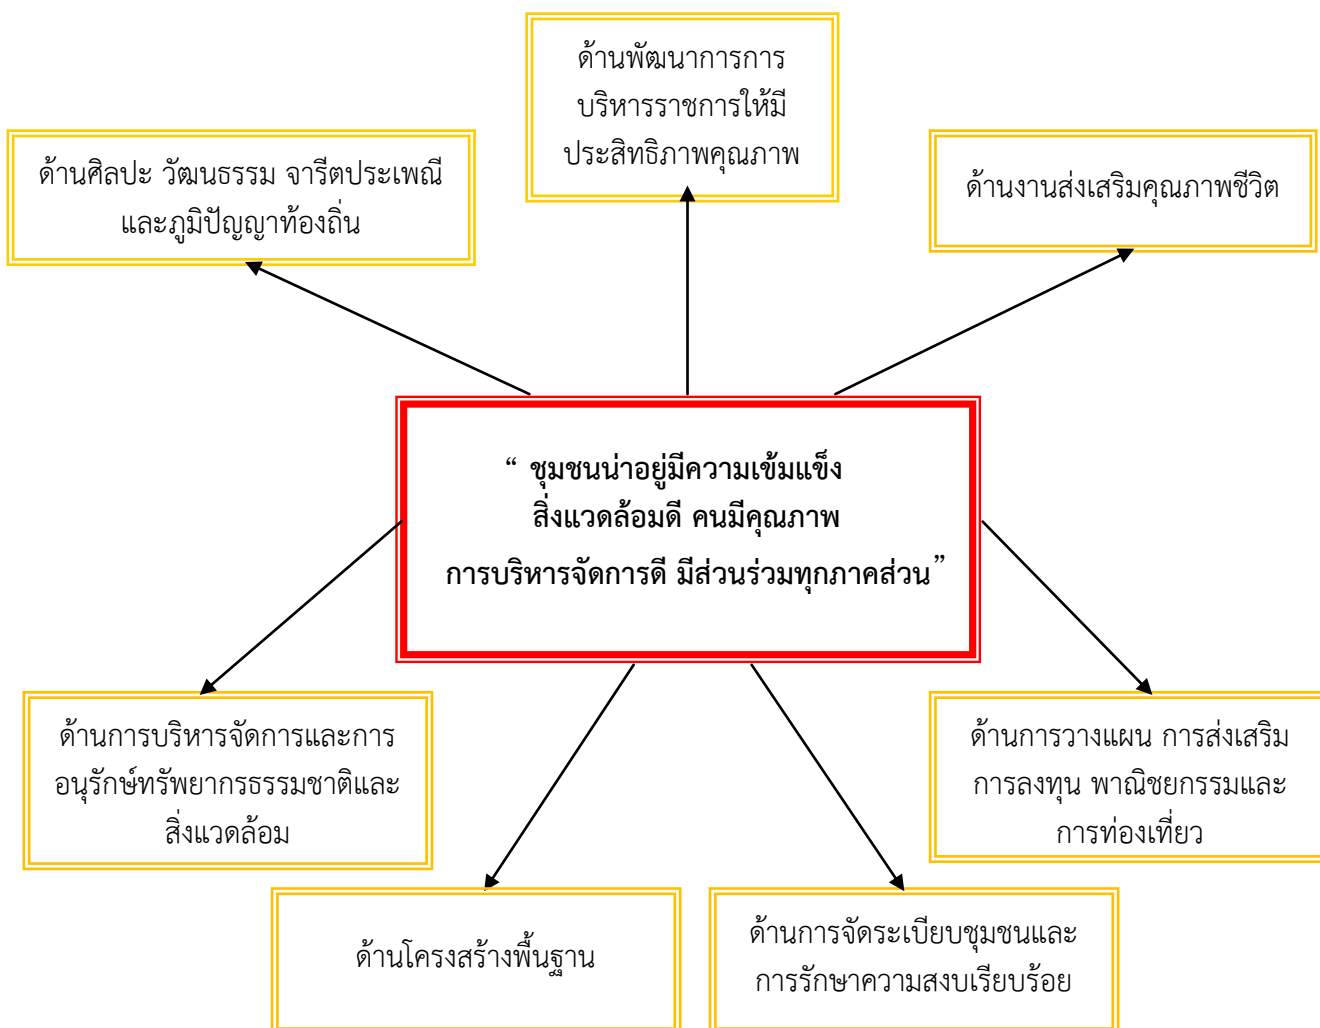 ด้านพัฒนาการการ
บริหารราชการให้มี
ประสิทธิภาพคุณภาพ
ด้านศิลปะ วัฒนธรรม จารีตประเพณี
และภูมิปัญญาท้องถิ่น
ด้านงานส่งเสริมคุณภาพชีวิต
“ ชุมชนน่าอยู่มีความเข้มแข็ง
สิ่งแวดล้อมดี คนมีคุณภาพ
การบริหารจัดการดี มีส่วนร่วมทุกภาคส่วน”
ด้านการบริหารจัดการและการ
อนุรักษ์ทรัพยากรธรรมชาติและ
สิ่งแวดล้อม
ด้านการวางแผน การส่งเสริม
การลงทุน พาณิชยกรรมและ
การท่องเที่ยว
ด้านโครงสร้างพื้นฐาน
ด้านการจัดระเบียบชุมชนและ
การรักษาความสงบเรียบร้อย